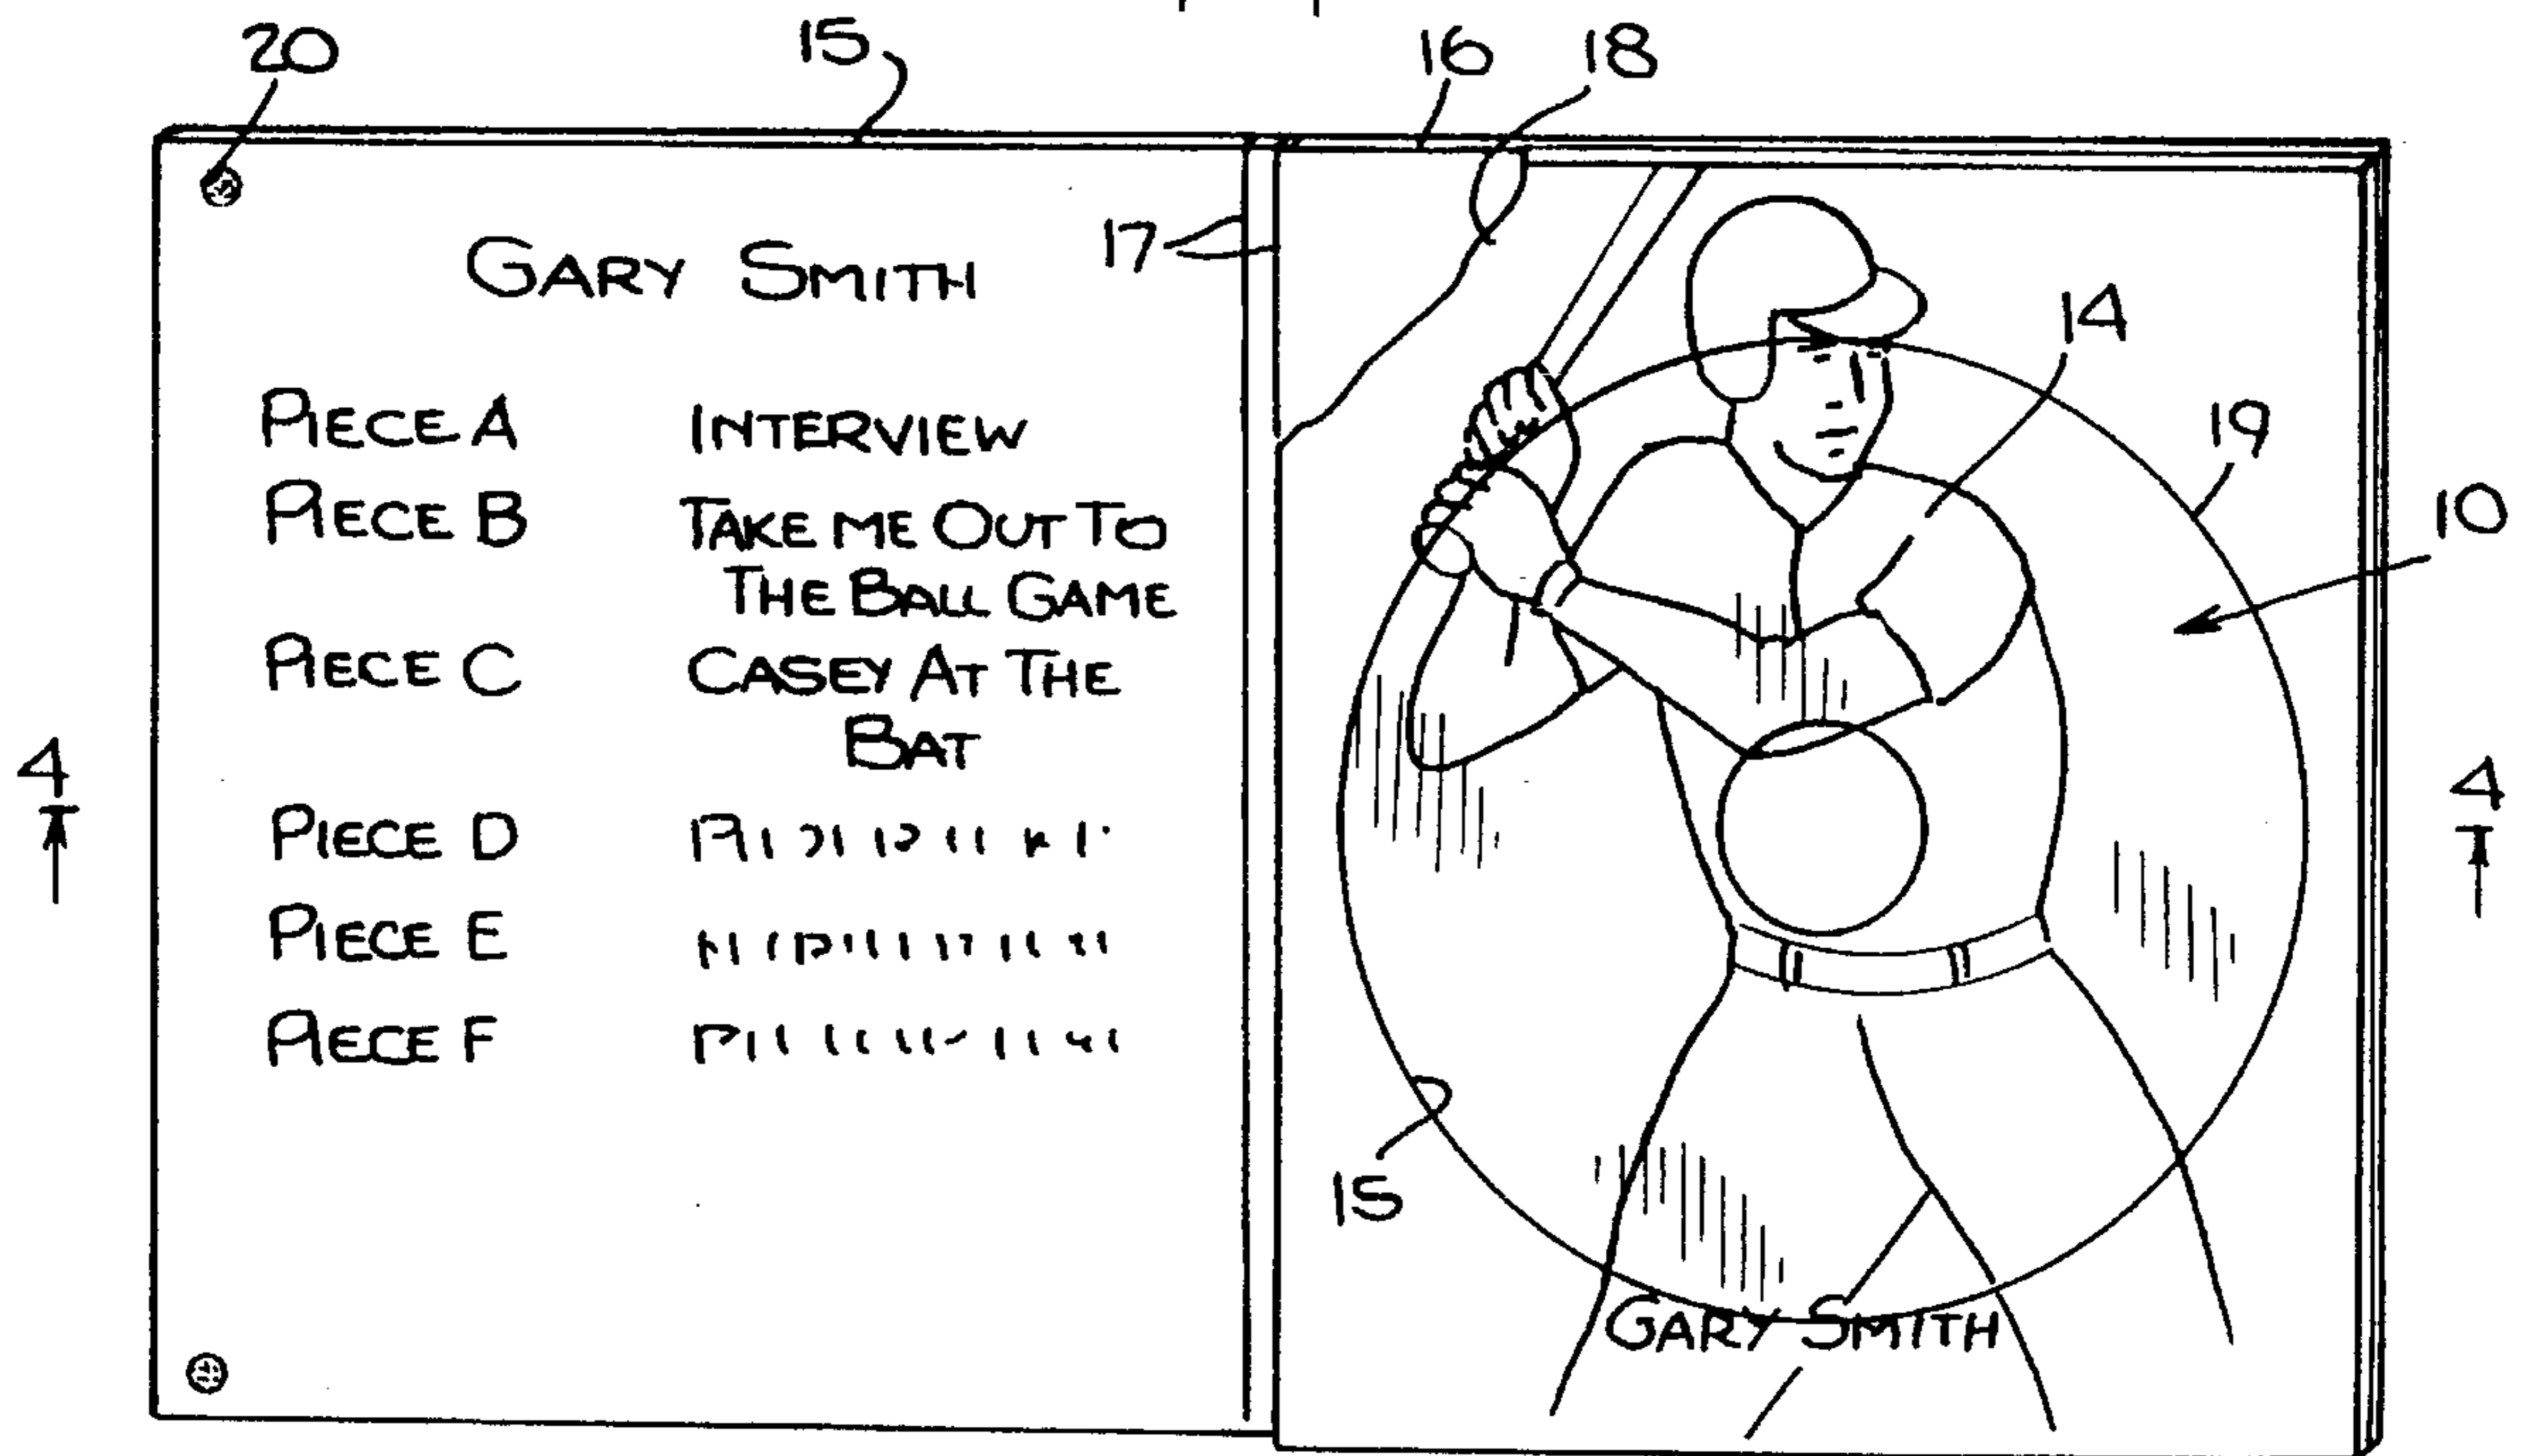 20 15 16 18
17
GARY SMITH
14
PIECE A INTERVIEW
19
PIECE B TAKE ME OUT TO
THE BALL GAME
10
PIECE C CASEY AT THE
BAT
4 4
PIECE D
PIECE E
PIECE F
15
GARY SMITH